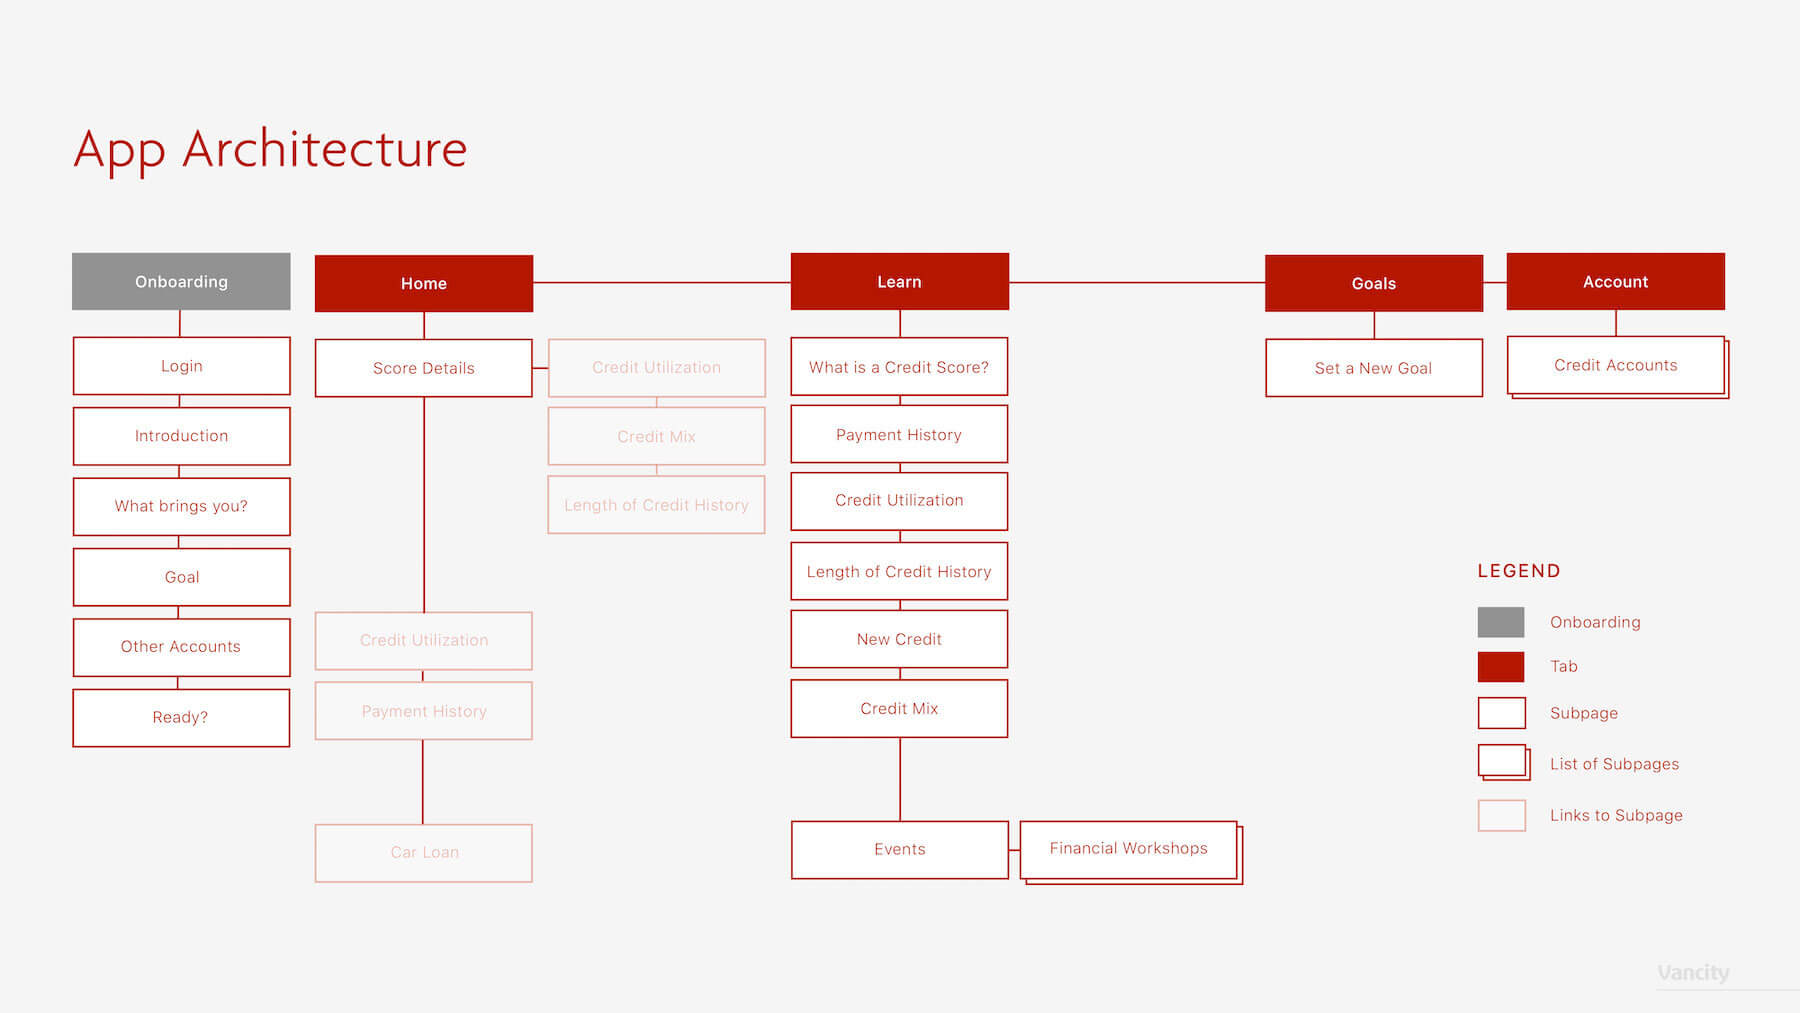 App Architecture
Onboarding
Login
Introduction
What brings you?
Goal
Other Accounts
Ready?
Home
Score Details
Credit Utilization
Credit Mix
Length of Credit History
Credit Utilization
Payment History
Car Loan
Learn
What is a Credit Score?
Payment History
Credit Utilization
Length of Credit History
New Credit
Credit Mix
Events
Financial Workshops
Goals
Set a New Goal
Account
Credit Accounts
LEGEND
Onboarding
Tab
Subpage
List of Subpages
Links to Subpage
Vancity